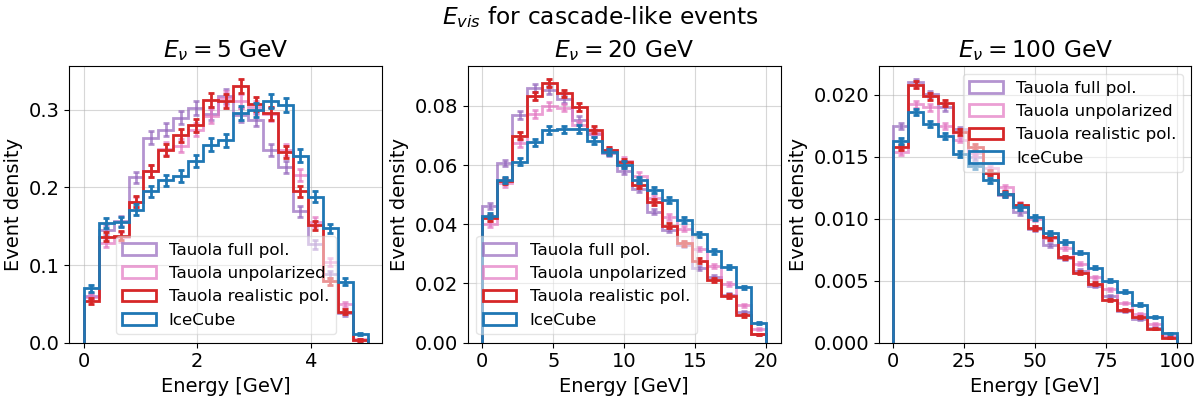 E_vis for cascade-like events
E_ν = 5 GeV
Event density
0.3
0.2
0.1
0.0
Tauola full pol.
Tauola unpolarized
Tauola realistic pol.
IceCube
0 2 4
Energy [GeV]
E_ν = 20 GeV
Event density
0.08
0.06
0.04
0.02
0.00
Tauola full pol.
Tauola unpolarized
Tauola realistic pol.
IceCube
0 5 10 15 20
Energy [GeV]
E_ν = 100 GeV
Event density
0.020
0.015
0.010
0.005
0.000
Tauola full pol.
Tauola unpolarized
Tauola realistic pol.
IceCube
0 25 50 75 100
Energy [GeV]